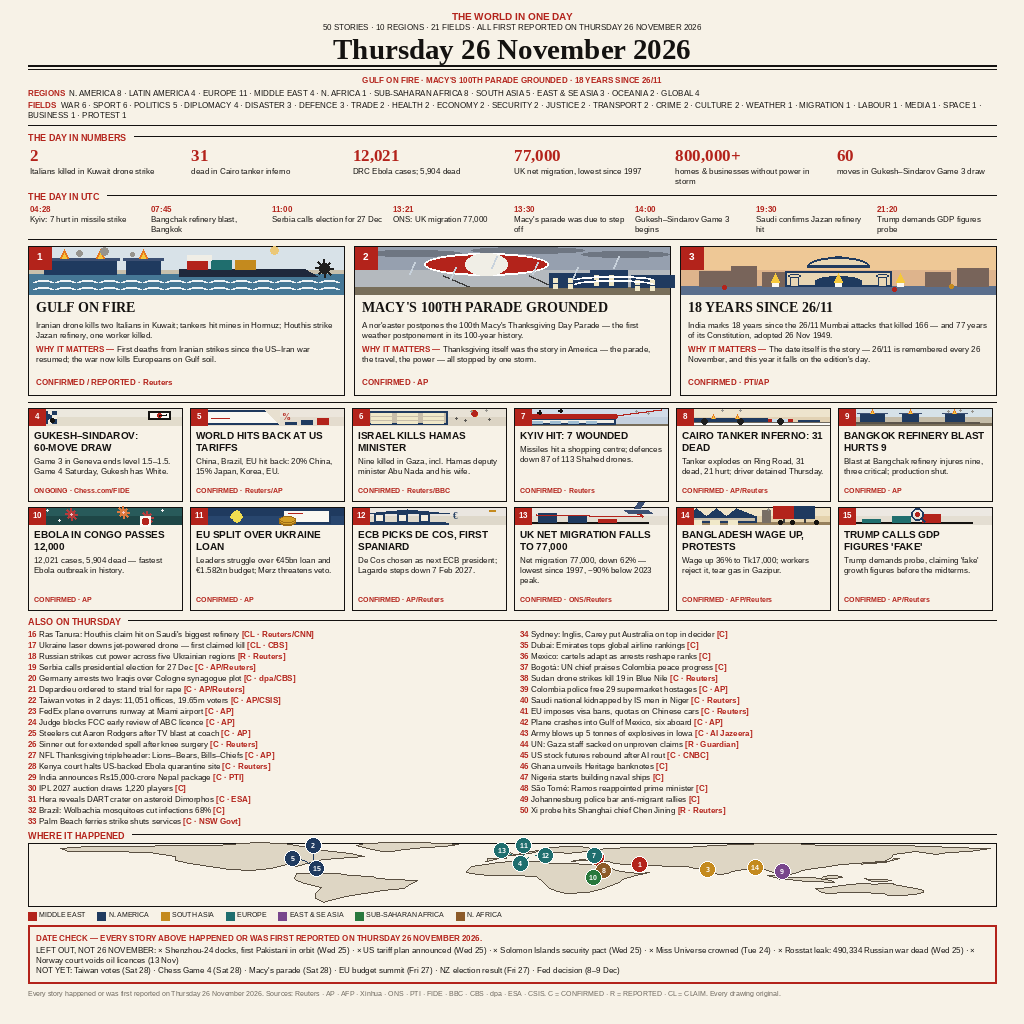 THE WORLD IN ONE DAY
50 STORIES · 10 REGIONS · 21 FIELDS · ALL FIRST REPORTED ON THURSDAY 26 NOVEMBER 2026
Thursday 26 November 2026
GULF ON FIRE · MACY'S 100TH PARADE GROUNDED · 18 YEARS SINCE 26/11
REGIONS N. AMERICA 8 · LATIN AMERICA 4 · EUROPE 11 · MIDDLE EAST 4 · N. AFRICA 1 · SUB-SAHARAN AFRICA 8 · SOUTH ASIA 5 · EAST & SE ASIA 3 · OCEANIA 2 · GLOBAL 4
FIELDS WAR 6 · SPORT 6 · POLITICS 5 · DIPLOMACY 4 · DISASTER 3 · DEFENCE 3 · TRADE 2 · HEALTH 2 · ECONOMY 2 · SECURITY 2 · JUSTICE 2 · TRANSPORT 2 · CRIME 2 · CULTURE 2 · WEATHER 1 · MIGRATION 1 · LABOUR 1 · MEDIA 1 · SPACE 1 ·
BUSINESS 1 · PROTEST 1
THE DAY IN NUMBERS
2
Italians killed in Kuwait drone strike
31
dead in Cairo tanker inferno
12,021
DRC Ebola cases; 5,904 dead
77,000
UK net migration, lowest since 1997
800,000+
homes & businesses without power in
storm
60
moves in Gukesh–Sindarov Game 3 draw
THE DAY IN UTC
04:28
Kyiv: 7 hurt in missile strike
07:45
Bangchak refinery blast,
Bangkok
11:00
Serbia calls election for 27 Dec
13:21
ONS: UK migration 77,000
13:30
Macy's parade was due to step
off
14:00
Gukesh–Sindarov Game 3
begins
19:30
Saudi confirms Jazan refinery
hit
21:20
Trump demands GDP figures
probe
1
GULF ON FIRE
Iranian drone kills two Italians in Kuwait; tankers hit mines in Hormuz; Houthis strike
Jazan refinery, one worker killed.
WHY IT MATTERS — First deaths from Iranian strikes since the US–Iran war
resumed; the war now kills Europeans on Gulf soil.
CONFIRMED / REPORTED · Reuters
2
MACY'S 100TH PARADE GROUNDED
A nor'easter postpones the 100th Macy's Thanksgiving Day Parade — the first
weather postponement in its 100-year history.
WHY IT MATTERS — Thanksgiving itself was the story in America — the parade,
the travel, the power — all stopped by one storm.
CONFIRMED · AP
3
18 YEARS SINCE 26/11
India marks 18 years since the 26/11 Mumbai attacks that killed 166 — and 77 years
of its Constitution, adopted 26 Nov 1949.
WHY IT MATTERS — The date itself is the story — 26/11 is remembered every 26
November, and this year it falls on the edition's day.
CONFIRMED · PTI/AP
4
GUKESH–SINDAROV:
60-MOVE DRAW
Game 3 in Geneva ends level 1.5–1.5.
Game 4 Saturday, Gukesh has White.
ONGOING · Chess.com/FIDE
5
%
WORLD HITS BACK AT US
TARIFFS
China, Brazil, EU hit back: 20% China,
15% Japan, Korea, EU.
CONFIRMED · Reuters/AP
6
ISRAEL KILLS HAMAS
MINISTER
Nine killed in Gaza, incl. Hamas deputy
minister Abu Nada and his wife.
CONFIRMED · Reuters/BBC
7
KYIV HIT: 7 WOUNDED
Missiles hit a shopping centre; defences
down 87 of 113 Shahed drones.
CONFIRMED · Reuters
8
CAIRO TANKER INFERNO: 31
DEAD
Tanker explodes on Ring Road, 31
dead, 21 hurt; driver detained Thursday.
CONFIRMED · AP/Reuters
9
BANGKOK REFINERY BLAST
HURTS 9
Blast at Bangchak refinery injures nine,
three critical; production shut.
CONFIRMED · AP
10
EBOLA IN CONGO PASSES
12,000
12,021 cases, 5,904 dead — fastest
Ebola outbreak in history.
CONFIRMED · AP
11
EU SPLIT OVER UKRAINE
LOAN
Leaders struggle over €45bn loan and
€1.582tn budget; Merz threatens veto.
CONFIRMED · AP
12
€
ECB PICKS DE COS, FIRST
SPANIARD
De Cos chosen as next ECB president;
Lagarde steps down 7 Feb 2027.
CONFIRMED · AP/Reuters
13
UK NET MIGRATION FALLS
TO 77,000
Net migration 77,000, down 62% —
lowest since 1997, ~90% below 2023
peak.
CONFIRMED · ONS/Reuters
14
BANGLADESH WAGE UP,
PROTESTS
Wage up 36% to Tk17,000; workers
reject it, tear gas in Gazipur.
CONFIRMED · AFP/Reuters
15
TRUMP CALLS GDP
FIGURES 'FAKE'
Trump demands probe, claiming 'fake'
growth figures before the midterms.
CONFIRMED · AP/Reuters
ALSO ON THURSDAY
16 Ras Tanura: Houthis claim hit on Saudi's biggest refinery [CL · Reuters/CNN]
17 Ukraine laser downs jet-powered drone — first claimed kill [CL · CBS]
18 Russian strikes cut power across five Ukrainian regions [R · Reuters]
19 Serbia calls presidential election for 27 Dec [C · AP/Reuters]
20 Germany arrests two Iraqis over Cologne synagogue plot [C · dpa/CBS]
21 Depardieu ordered to stand trial for rape [C · AP/Reuters]
22 Taiwan votes in 2 days: 11,051 offices, 19.65m voters [C · AP/CSIS]
23 FedEx plane overruns runway at Miami airport [C · AP]
24 Judge blocks FCC early review of ABC licence [C · AP]
25 Steelers cut Aaron Rodgers after TV blast at coach [C · AP]
26 Sinner out for extended spell after knee surgery [C · Reuters]
27 NFL Thanksgiving tripleheader: Lions–Bears, Bills–Chiefs [C · AP]
28 Kenya court halts US-backed Ebola quarantine site [C · Reuters]
29 India announces Rs15,000-crore Nepal package [C · PTI]
30 IPL 2027 auction draws 1,220 players [C]
31 Hera reveals DART crater on asteroid Dimorphos [C · ESA]
32 Brazil: Wolbachia mosquitoes cut infections 68% [C]
33 Palm Beach ferries strike shuts services [C · NSW Govt]
34 Sydney: Inglis, Carey put Australia on top in decider [C]
35 Dubai: Emirates tops global airline rankings [C]
36 Mexico: cartels adapt as arrests reshape ranks [C]
37 Bogotá: UN chief praises Colombia peace progress [C]
38 Sudan drone strikes kill 19 in Blue Nile [C · Reuters]
39 Colombia police free 29 supermarket hostages [C · AP]
40 Saudi national kidnapped by IS men in Niger [C · Reuters]
41 EU imposes visa bans, quotas on Chinese cars [C · Reuters]
42 Plane crashes into Gulf of Mexico, six aboard [C · AP]
43 Army blows up 5 tonnes of explosives in Iowa [C · Al Jazeera]
44 UN: Gaza staff sacked on unproven claims [R · Guardian]
45 US stock futures rebound after AI rout [C · CNBC]
46 Ghana unveils Heritage banknotes [C]
47 Nigeria starts building naval ships [C]
48 São Tomé: Ramos reappointed prime minister [C]
49 Johannesburg police bar anti-migrant rallies [C]
50 Xi probe hits Shanghai chief Chen Jining [R · Reuters]
WHERE IT HAPPENED
2
5
15
13
11
4
12
7
8
10
1
3
14
9
MIDDLE EAST N. AMERICA SOUTH ASIA EUROPE EAST & SE ASIA SUB-SAHARAN AFRICA N. AFRICA
DATE CHECK — EVERY STORY ABOVE HAPPENED OR WAS FIRST REPORTED ON THURSDAY 26 NOVEMBER 2026.
LEFT OUT, NOT 26 NOVEMBER: × Shenzhou-24 docks, first Pakistani in orbit (Wed 25) · × US tariff plan announced (Wed 25) · × Solomon Islands security pact (Wed 25) · × Miss Universe crowned (Tue 24) · × Rosstat leak: 490,334 Russian war dead (Wed 25) · ×
Norway court voids oil licences (13 Nov)
NOT YET: Taiwan votes (Sat 28) · Chess Game 4 (Sat 28) · Macy's parade (Sat 28) · EU budget summit (Fri 27) · NZ election result (Fri 27) · Fed decision (8–9 Dec)
Every story happened or was first reported on Thursday 26 November 2026. Sources: Reuters · AP · AFP · Xinhua · ONS · PTI · FIDE · BBC · CBS · dpa · ESA · CSIS. C = CONFIRMED · R = REPORTED · CL = CLAIM. Every drawing original.